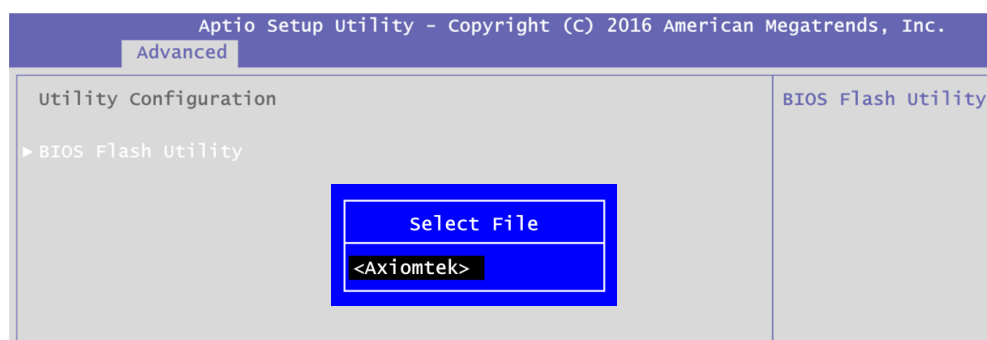 Aptio Setup Utility – Copyright (C) 2016 American Megatrends, Inc.
Advanced
Utility Configuration
BIOS Flash Utility
►BIOS Flash Utility
Select File
<Axiomtek>